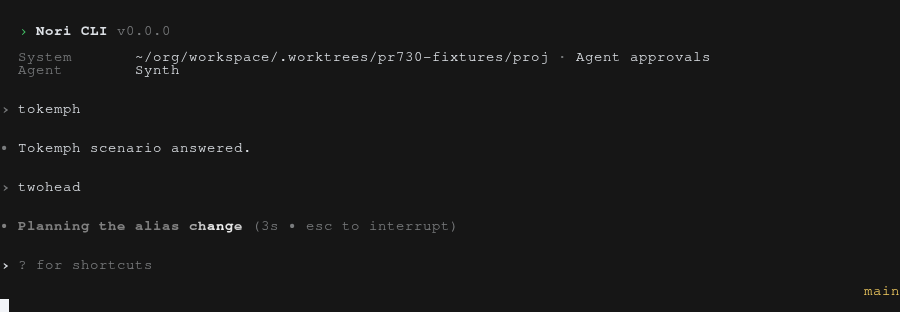 › Nori CLI v0.0.0
System ~/org/workspace/.worktrees/pr730-fixtures/proj · Agent approvals
Agent Synth
› tokemph
• Tokemph scenario answered.
› twohead
• Planning the alias change (3s • esc to interrupt)
› ? for shortcuts
main